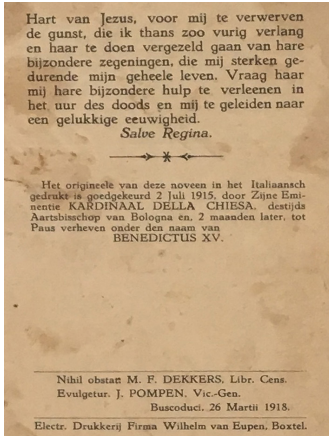 Hart van Jezus, voor mij te verwerven
de gunst, die ik thans zoo vurig verlang
en haar te doen vergezeld gaan van hare
bijzondere zegeningen, die mij sterken ge-
durende mijn geheele leven. Vraag haar
mij hare bijzondere hulp te verleenen in
het uur des doods en mij te geleiden naar
een gelukkige eeuwigheid.
Salve Regina.
Het origineele van deze noveen in het Italiaansch
gedrukt is goedgekeurd 2 Juli 1915, door Zijne Emi-
nentie KARDINAAL DELLA CHIESA, destijds
Aartsbisschop van Bologna en, 2 maanden later, tot
Paus verheven onder den naam van
BENEDICTUS XV.
Nihil obstat: M. F. DEKKERS, Libr. Cens.
Evulgetur. J. POMPEN, Vic.-Gen.
Buscoduci, 26 Martii 1918.
Electr. Drukkerij Firma Wilhelm van Eupen, Boxtel.